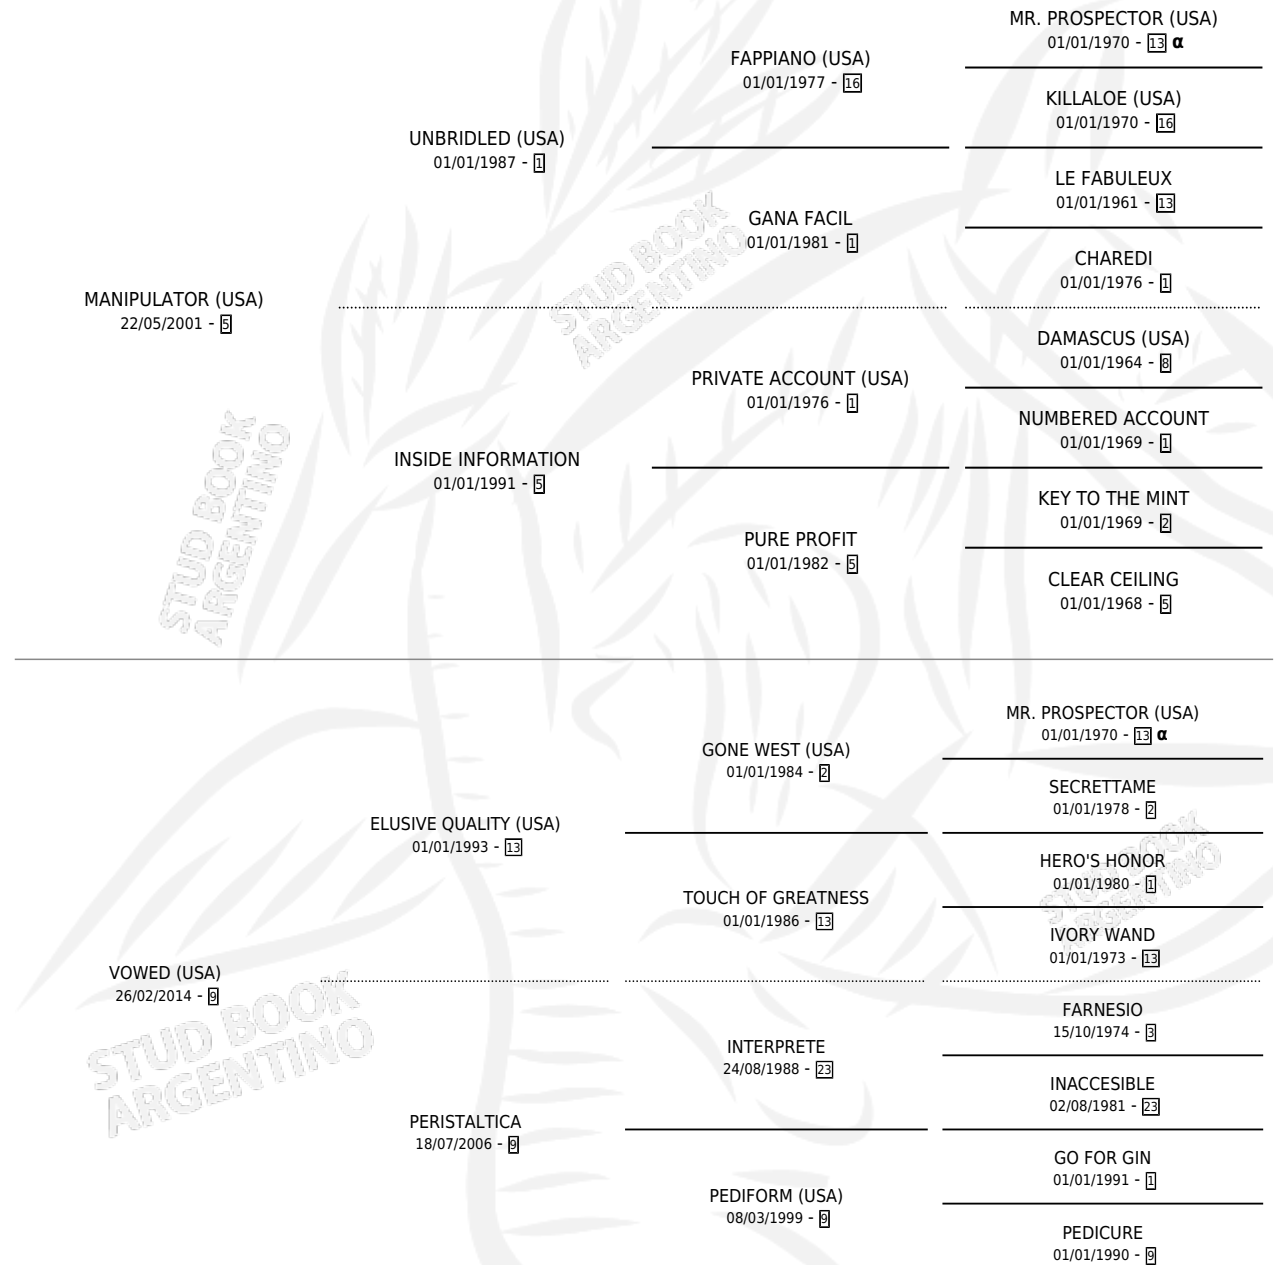 MR. PROSPECTOR (USA)
01/01/1970 - 13 α
FAPPIANO (USA)
01/01/1977 - 16
KILLALOE (USA)
01/01/1970 - 16
UNBRIDLED (USA)
01/01/1987 - 1
LE FABULEUX
01/01/1961 - 13
GANA FACIL
01/01/1981 - 1
CHAREDI
01/01/1976 - 1
MANIPULATOR (USA)
22/05/2001 - 5
DAMASCUS (USA)
01/01/1964 - 8
PRIVATE ACCOUNT (USA)
01/01/1976 - 1
NUMBERED ACCOUNT
01/01/1969 - 1
INSIDE INFORMATION
01/01/1991 - 5
KEY TO THE MINT
01/01/1969 - 2
PURE PROFIT
01/01/1982 - 5
CLEAR CEILING
01/01/1968 - 5
MR. PROSPECTOR (USA)
01/01/1970 - 13 α
GONE WEST (USA)
01/01/1984 - 2
SECRETTAME
01/01/1978 - 2
ELUSIVE QUALITY (USA)
01/01/1993 - 13
HERO'S HONOR
01/01/1980 - 1
TOUCH OF GREATNESS
01/01/1986 - 13
IVORY WAND
01/01/1973 - 13
VOWED (USA)
26/02/2014 - 9
FARNESIO
15/10/1974 - 3
INTERPRETE
24/08/1988 - 23
INACCESIBLE
02/08/1981 - 23
PERISTALTICA
18/07/2006 - 9
GO FOR GIN
01/01/1991 - 1
PEDIFORM (USA)
08/03/1999 - 9
PEDICURE
01/01/1990 - 9
STUD BOOK
ARGENTINO
STUD BOOK
ARGENTINO
STUD BOOK
ARGENTINO
STUD BOOK
ARGENTINO